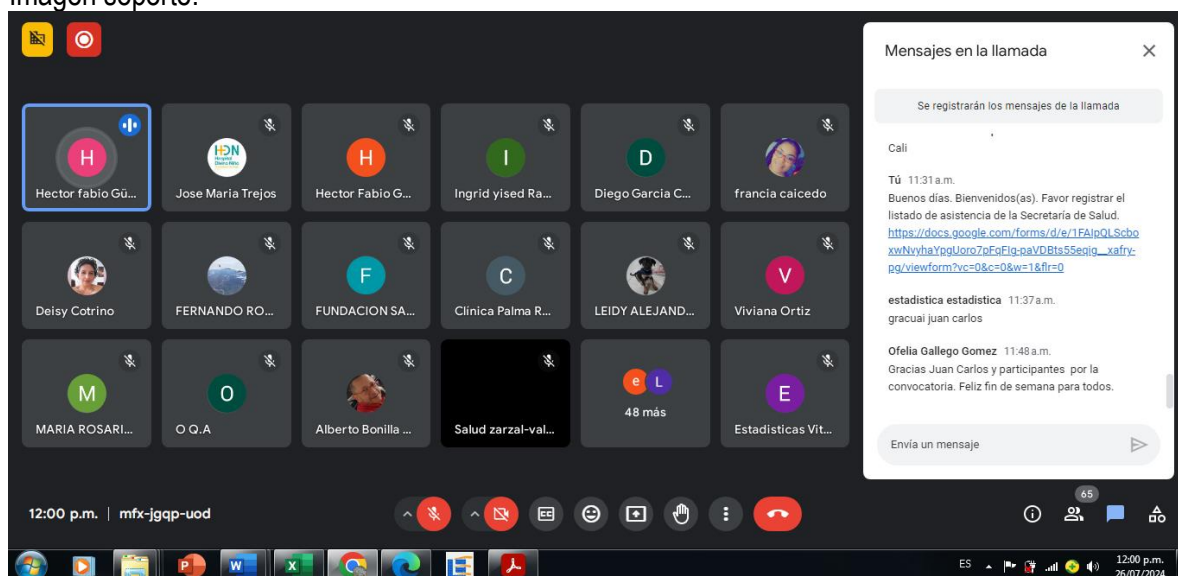 Imagen soporte:
Mensajes en la llamada
Se registrarán los mensajes de la llamada
Cali
Tú 11:31 a.m.
Buenos días. Bienvenidos(as). Favor registrar el
listado de asistencia de la Secretaría de Salud.
https://docs.google.com/forms/d/e/1FAIpQLScbo
xwNvyhaYpgUoro7pFqFIg-paVDBts55eqig__xafry-
pg/viewform?vc=0&c=0&w=1&flr=0
estadistica estadistica 11:37 a.m.
gracuai juan carlos
Ofelia Gallego Gomez 11:48 a.m.
Gracias Juan Carlos y participantes por la
convocatoria. Feliz fin de semana para todos.
Envía un mensaje
H
Hector fabio Gü...
HDN
Jose Maria Trejos
H
Hector Fabio G...
I
Ingrid yised Ra...
D
Diego Garcia C...
francia caicedo
Deisy Cotrino
FERNANDO RO...
F
FUNDACION SA...
C
Clínica Palma R...
LEIDY ALEJAND...
V
Viviana Ortiz
M
MARIA ROSARI...
O
O Q.A
Alberto Bonilla ...
Salud zarzal-val...
e L
48 más
E
Estadisticas Vit...
12:00 p.m. | mfx-jgqp-uod
65
ES
12:00 p.m.
26/07/2024